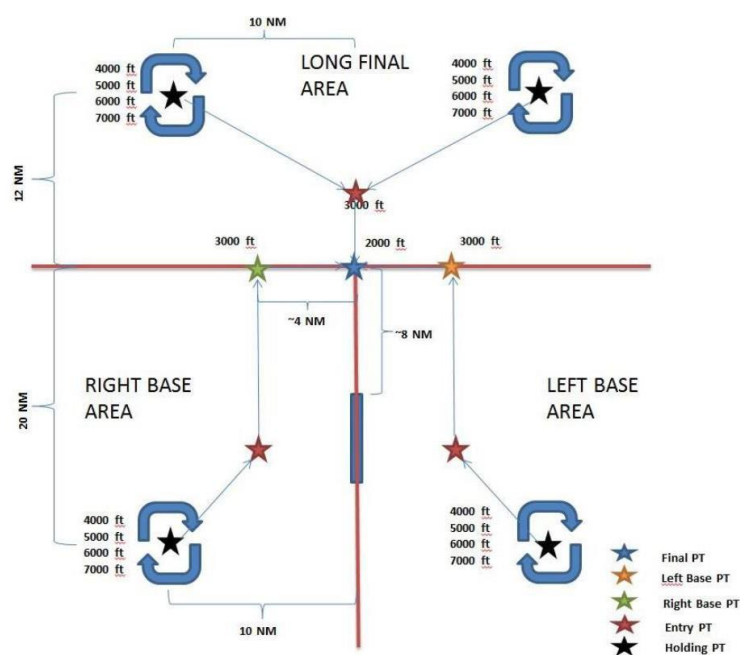 10 NM
LONG FINAL
AREA
4000 ft
5000 ft
6000 ft
7000 ft
4000 ft
5000 ft
6000 ft
7000 ft
12 NM
3000 ft
3000 ft
2000 ft
3000 ft
~4 NM
~8 NM
RIGHT BASE
AREA
LEFT BASE
AREA
20 NM
4000 ft
5000 ft
6000 ft
7000 ft
4000 ft
5000 ft
6000 ft
7000 ft
10 NM
Final PT
Left Base PT
Right Base PT
Entry PT
Holding PT